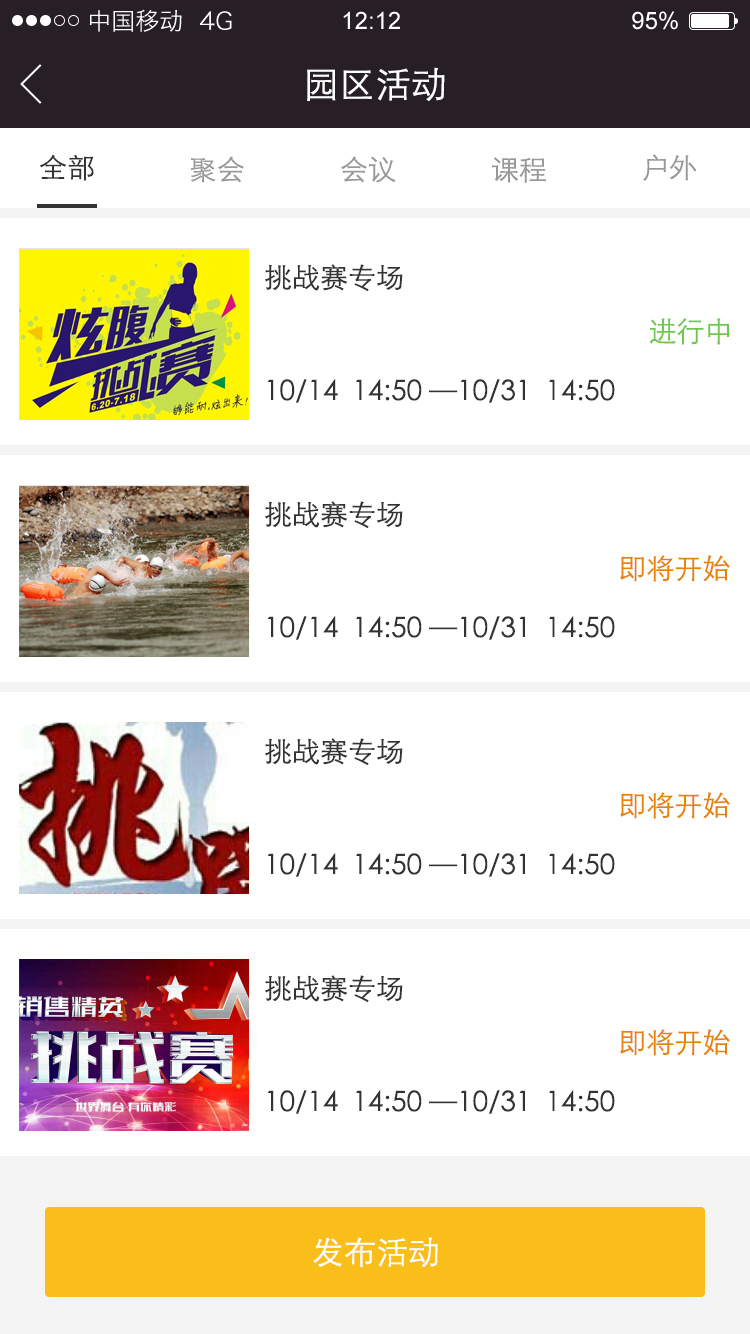 中国移动 4G 12:12 95%
园区活动
全部 聚会 会议 课程 户外
炫腹
挑战赛
6.20-7.18
够能耐,炫出来!
挑战赛专场
进行中
10/14 14:50 —10/31 14:50
挑战赛专场
即将开始
10/14 14:50 —10/31 14:50
挑
挑战赛专场
即将开始
10/14 14:50 —10/31 14:50
销售精英
挑战赛
世界舞台 有你精彩
挑战赛专场
即将开始
10/14 14:50 —10/31 14:50
发布活动